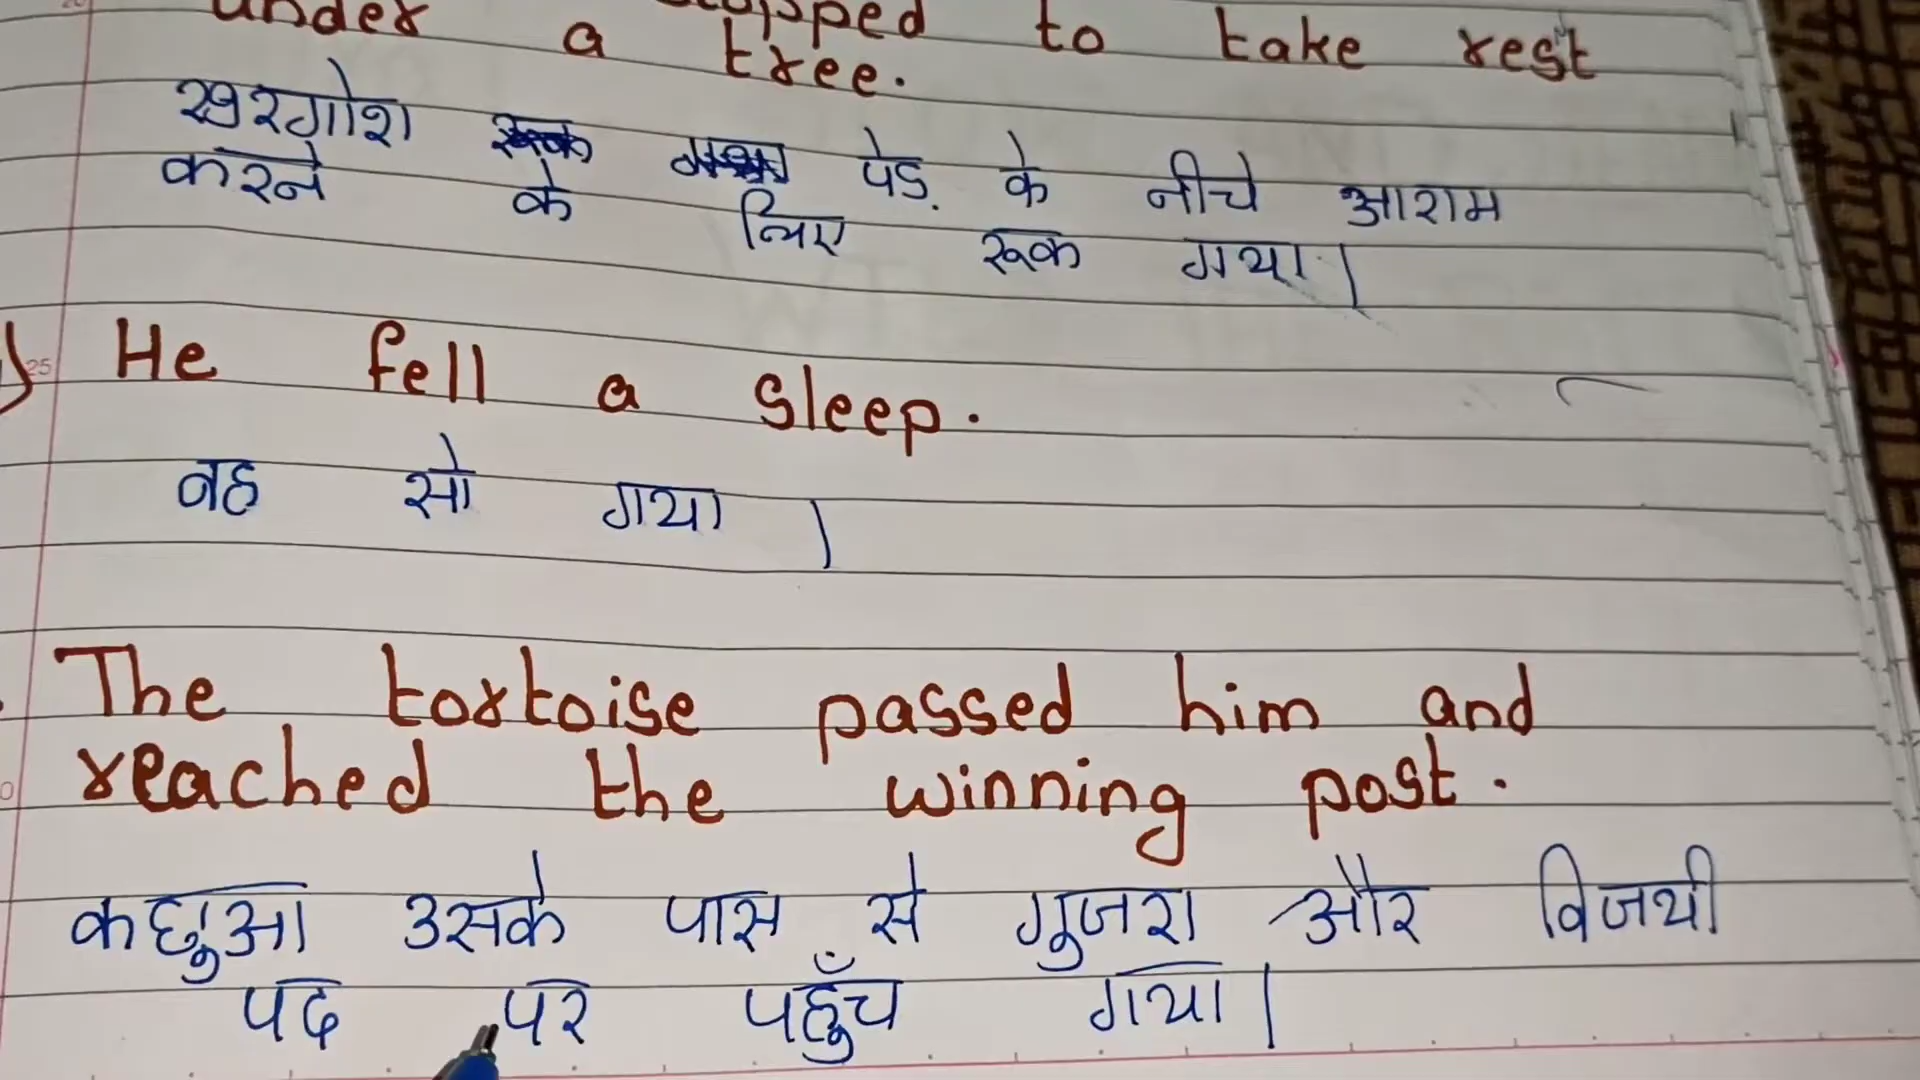 under a stopped to take rest
tree.
खरगोश पेड़ के नीचे आराम
करने के लिए रूक गया।
He fell a sleep.
वह सो गया।
The tortoise passed him and
reached the winning post.
कछुआ उसके पास से गुजरा और विजयी
पद पर पहुँच गया।